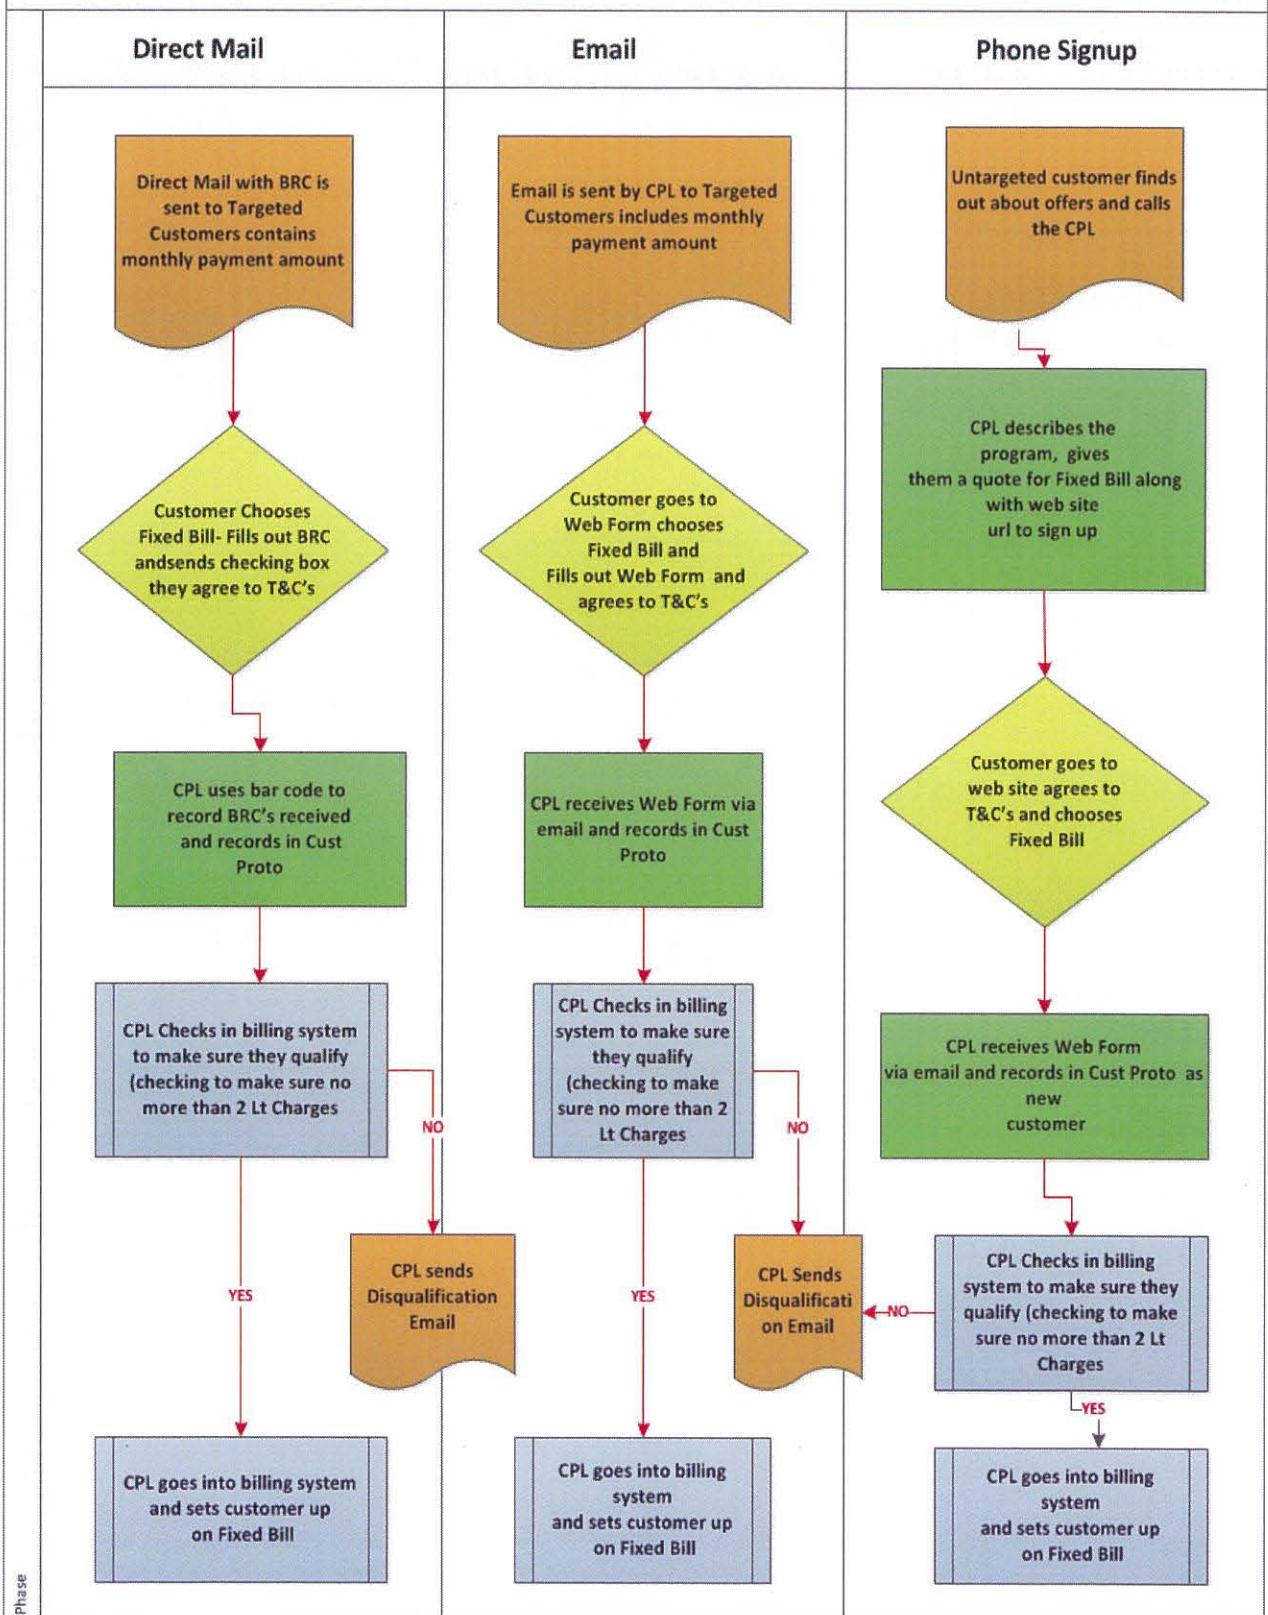 Direct Mail
Email
Phone Signup
Direct Mail with BRC is
sent to Targeted
Customers contains
monthly payment amount
Customer Chooses
Fixed Bill- Fills out BRC
andsends checking box
they agree to T&C's
CPL uses bar code to
record BRC's received
and records in Cust
Proto
CPL Checks in billing system
to make sure they qualify
(checking to make sure no
more than 2 Lt Charges
NO
YES
CPL sends
Disqualification
Email
CPL goes into billing system
and sets customer up
on Fixed Bill
Email is sent by CPL to Targeted
Customers includes monthly
payment amount
Customer goes to
Web Form chooses
Fixed Bill and
Fills out Web Form and
agrees to T&C's
CPL receives Web Form via
email and records in Cust
Proto
CPL Checks in billing
system to make sure
they qualify
(checking to make
sure no more than 2
Lt Charges
NO
YES
CPL Sends
Disqualificati
on Email
CPL goes into billing
system
and sets customer up
on Fixed Bill
Untargeted customer finds
out about offers and calls
the CPL
CPL describes the
program, gives
them a quote for Fixed Bill along
with web site
url to sign up
Customer goes to
web site agrees to
T&C's and chooses
Fixed Bill
CPL receives Web Form
via email and records in Cust Proto as
new
customer
CPL Checks in billing
system to make sure they
qualify (checking to make
sure no more than 2 Lt
Charges
NO
YES
CPL goes into billing
system
and sets customer up
on Fixed Bill
Phase